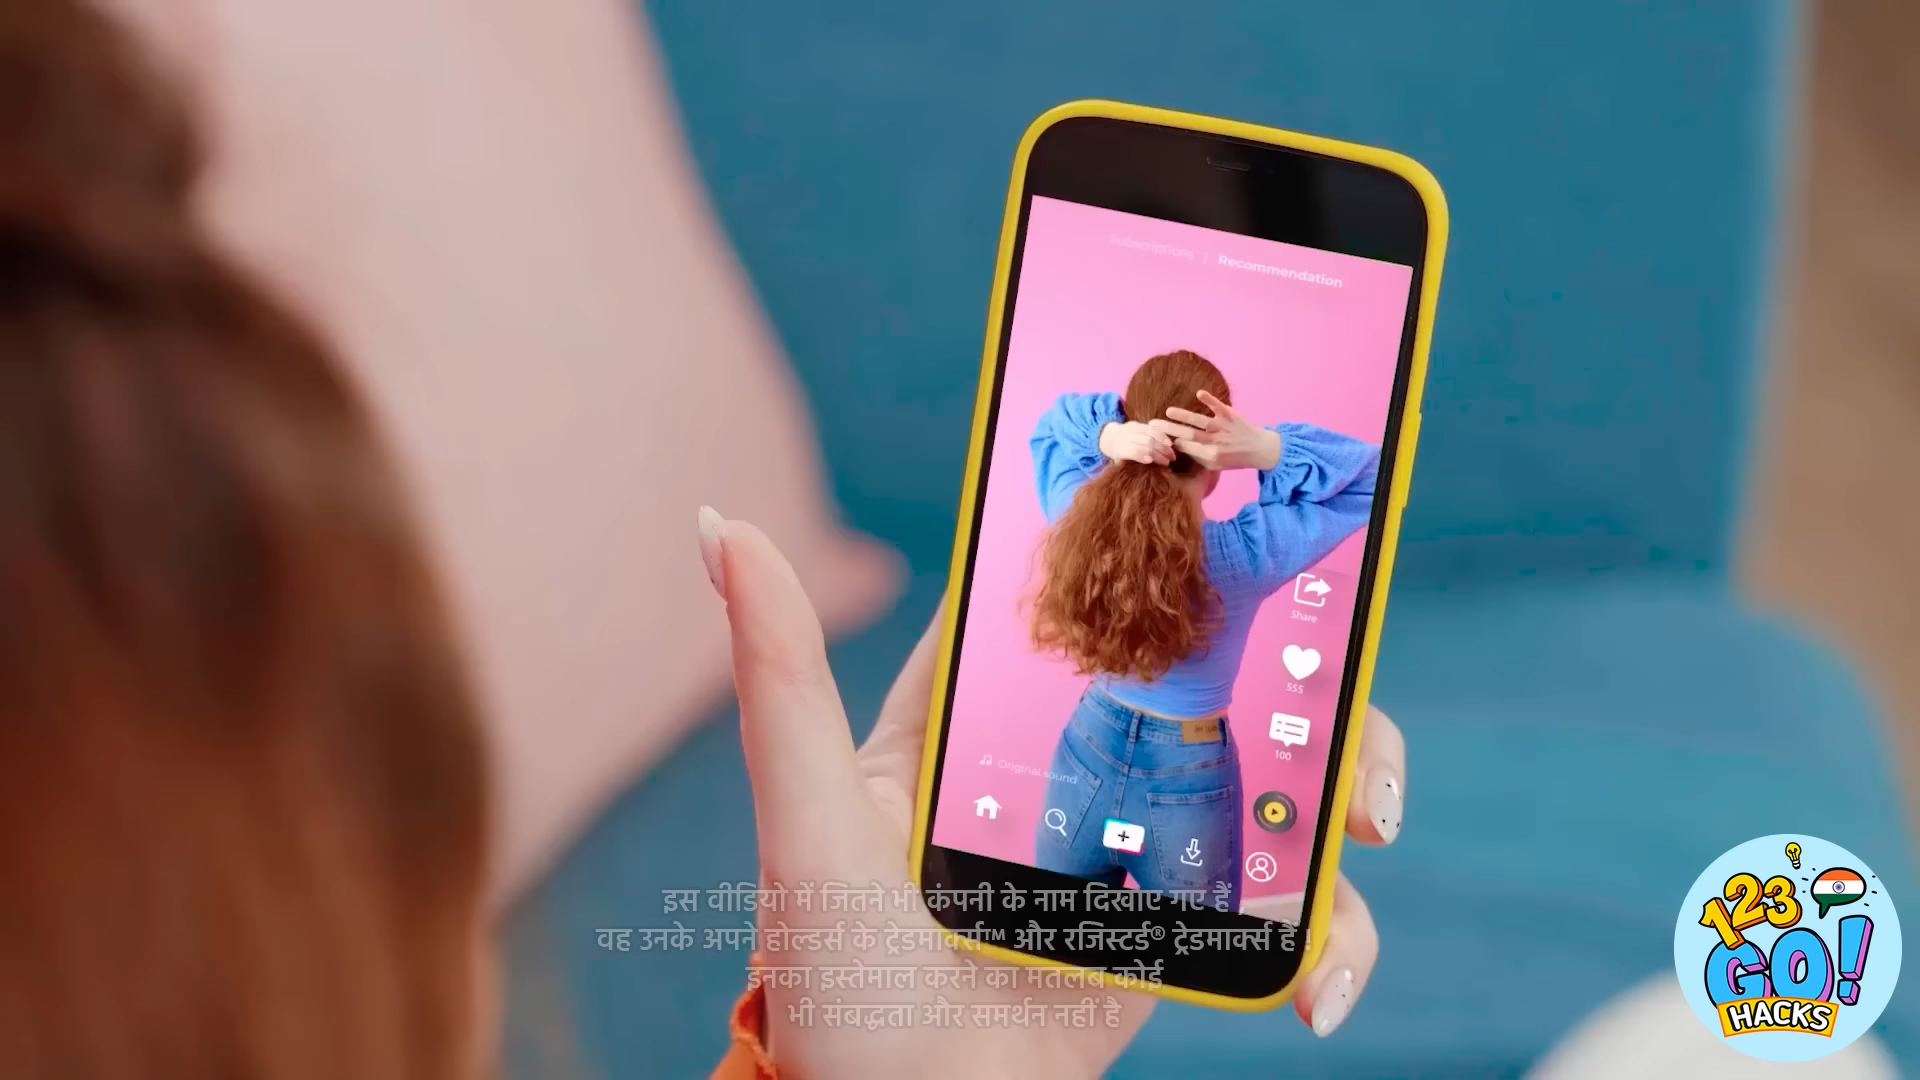 Subscriptions | Recommendation
Share
555
100
Original sound
इस वीडियो में जितने भी कंपनी के नाम दिखाए गए हैं
वह उनके अपने होल्डर्स के ट्रेडमार्क्स™ और रजिस्टर्ड® ट्रेडमार्क्स हैं !
इनका इस्तेमाल करने का मतलब कोई
भी संबद्धता और समर्थन नहीं है
123
GO!
HACKS